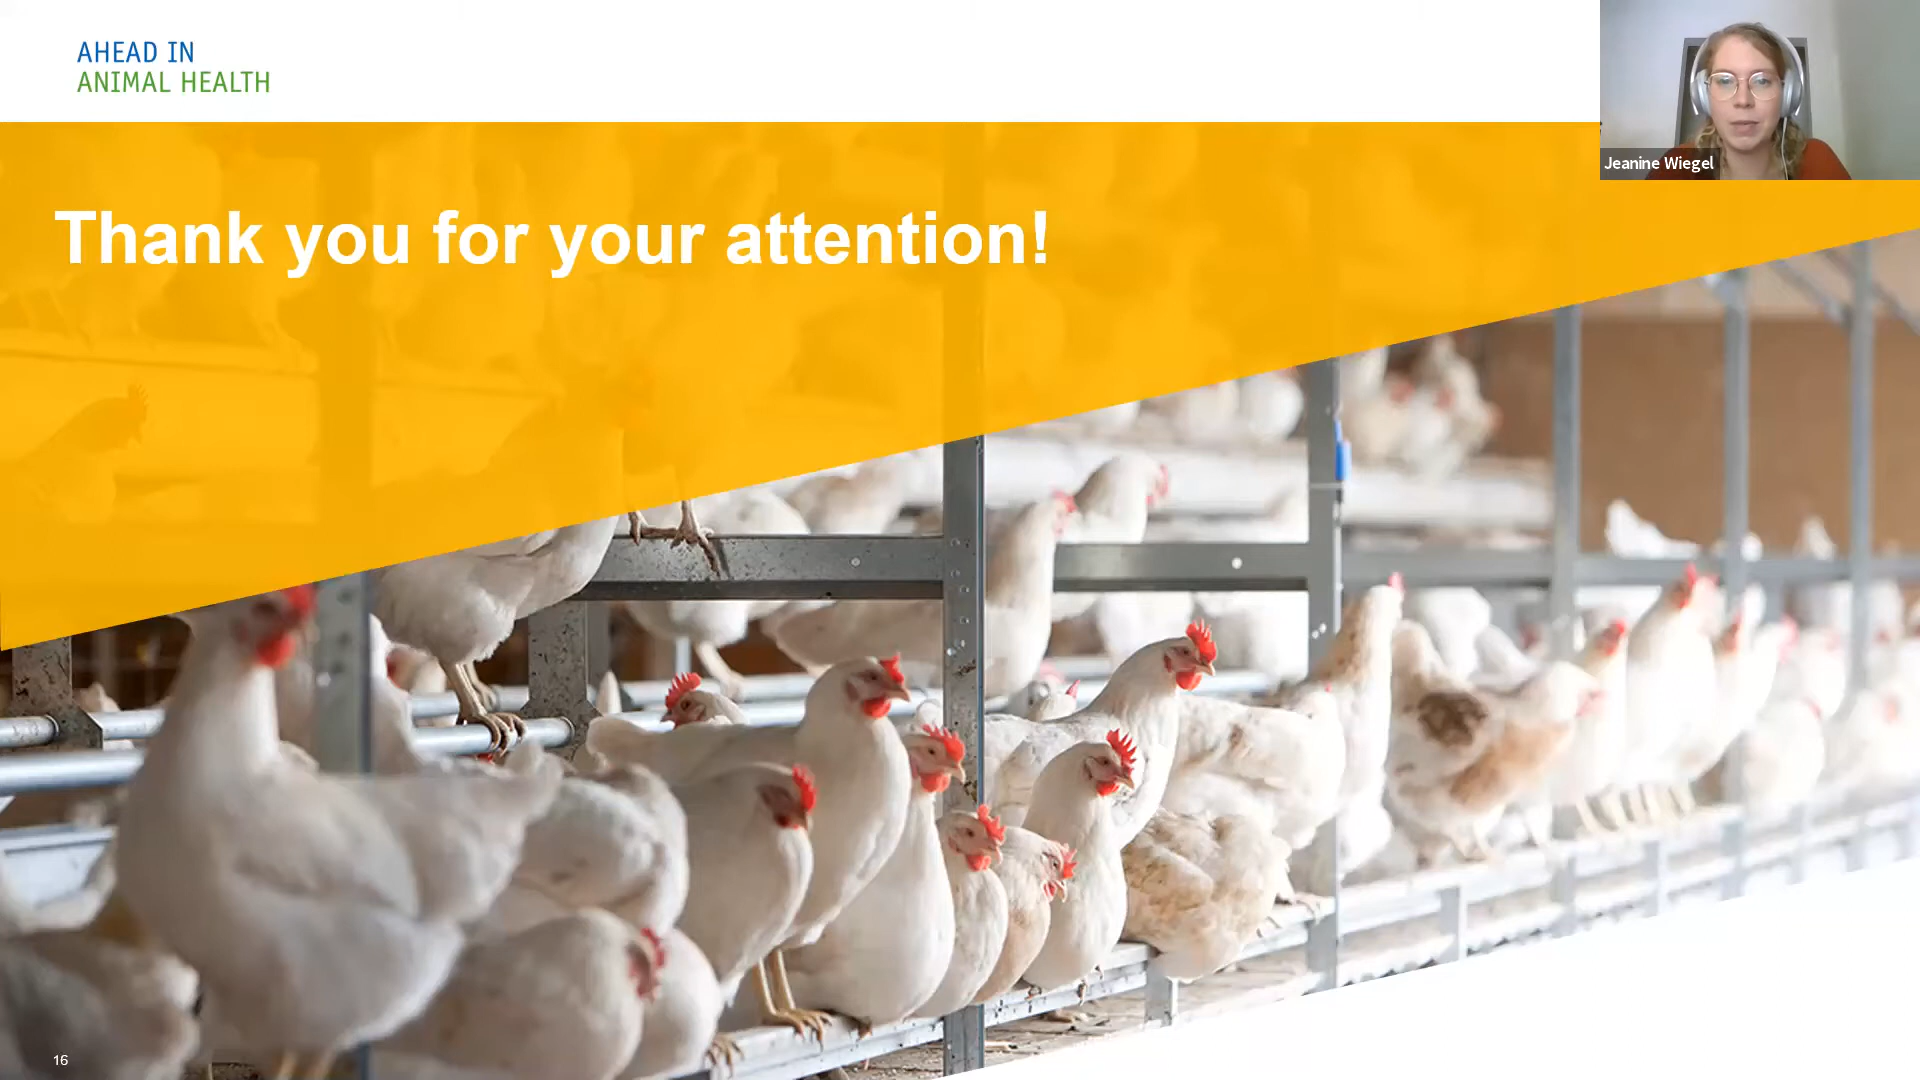 AHEAD IN
ANIMAL HEALTH
Jeanine Wiegel
Thank you for your attention!
16